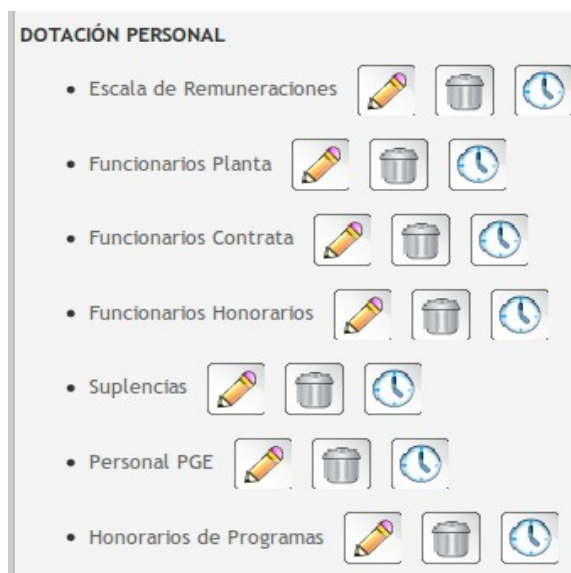 DOTACIÓN PERSONAL
Escala de Remuneraciones
Funcionarios Planta
Funcionarios Contrata
Funcionarios Honorarios
Suplencias
Personal PGE
Honorarios de Programas